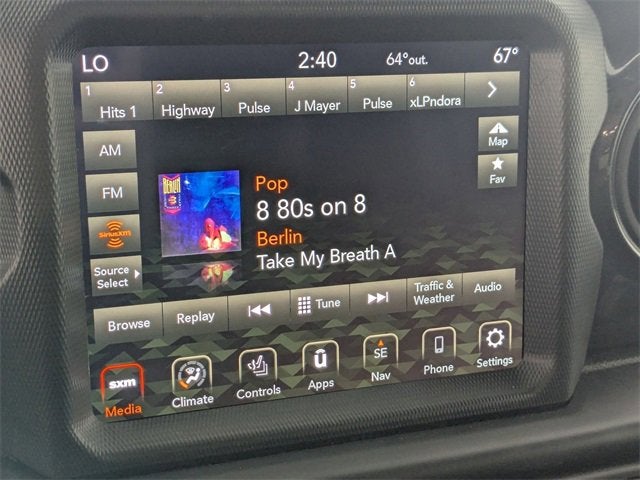 LO 2:40 64°out. 67°
1 Hits 1 2 Highway 3 Pulse 4 J Mayer 5 Pulse 6 xLPndora
AM
Map
FM
Fav
BERLIN
Pop
8 80s on 8
SiriusXM
Berlin
Take My Breath A
Source
Select
Browse Replay Tune Traffic &
Weather Audio
sxm
Media Climate Controls
u
Apps
SE
Nav Phone Settings